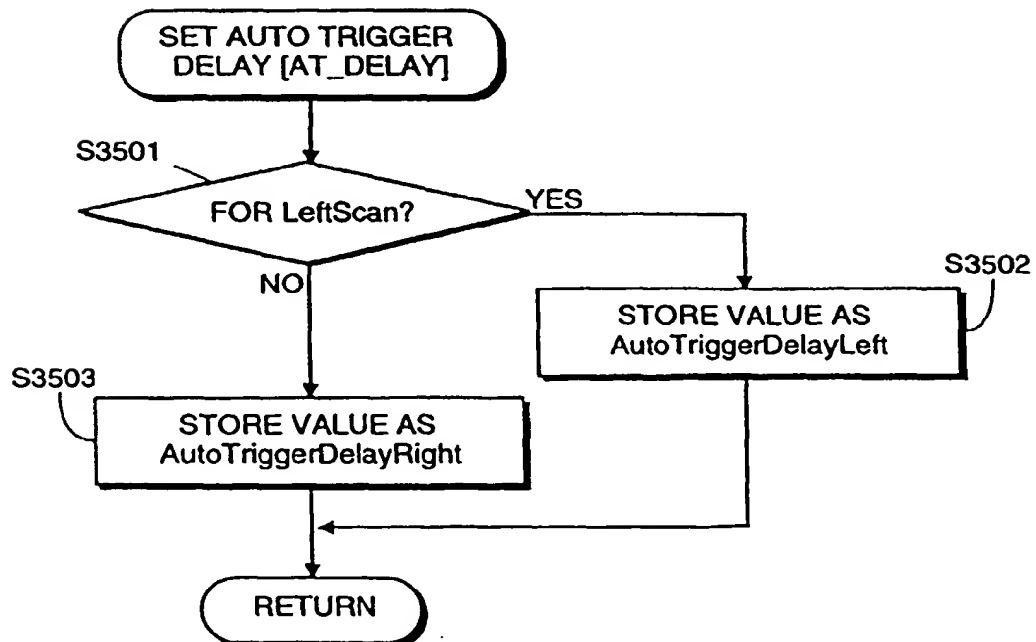 SET AUTO TRIGGER
DELAY [AT_DELAY]
S3501
FOR LeftScan?
YES
NO
S3502
STORE VALUE AS
AutoTriggerDelayLeft
S3503
STORE VALUE AS
AutoTriggerDelayRight
RETURN